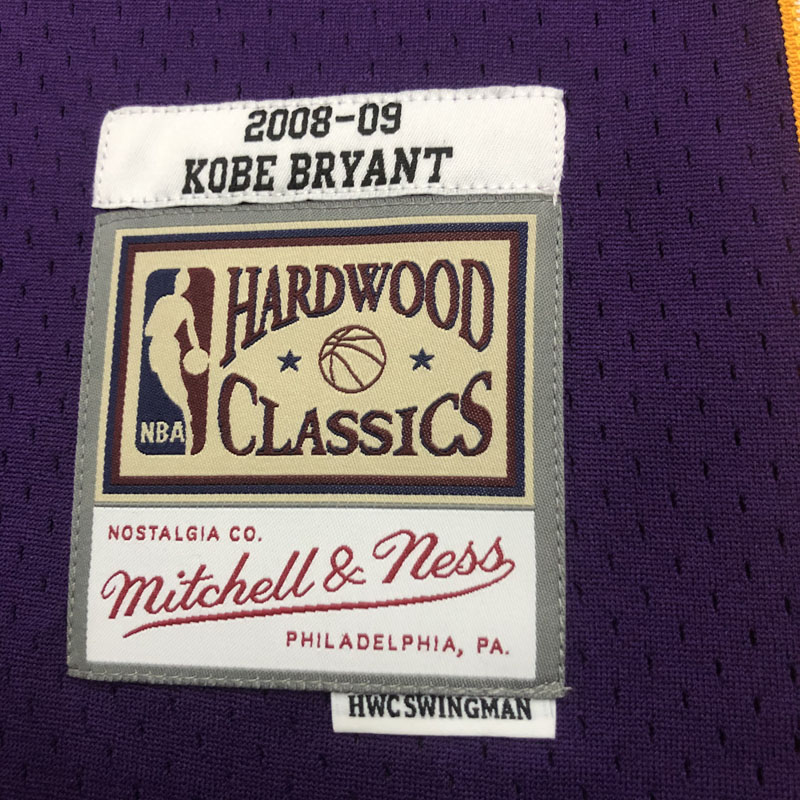 2008-09
KOBE BRYANT
HARDWOOD
CLASSICS
NBA
NOSTALGIA CO.
Mitchell & Ness
PHILADELPHIA, PA.
HWC SWINGMAN